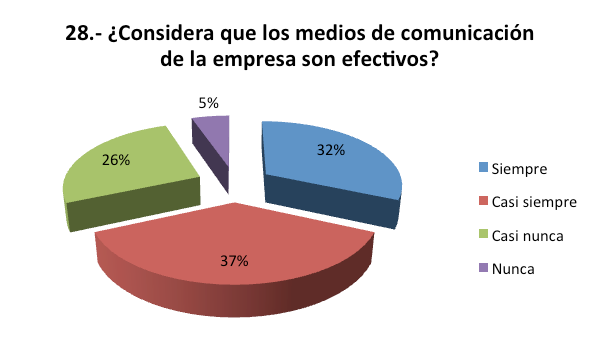 28.- ¿Considera que los medios de comunicación
de la empresa son efectivos?
5%
32%
26%
37%
Siempre
Casi siempre
Casi nunca
Nunca